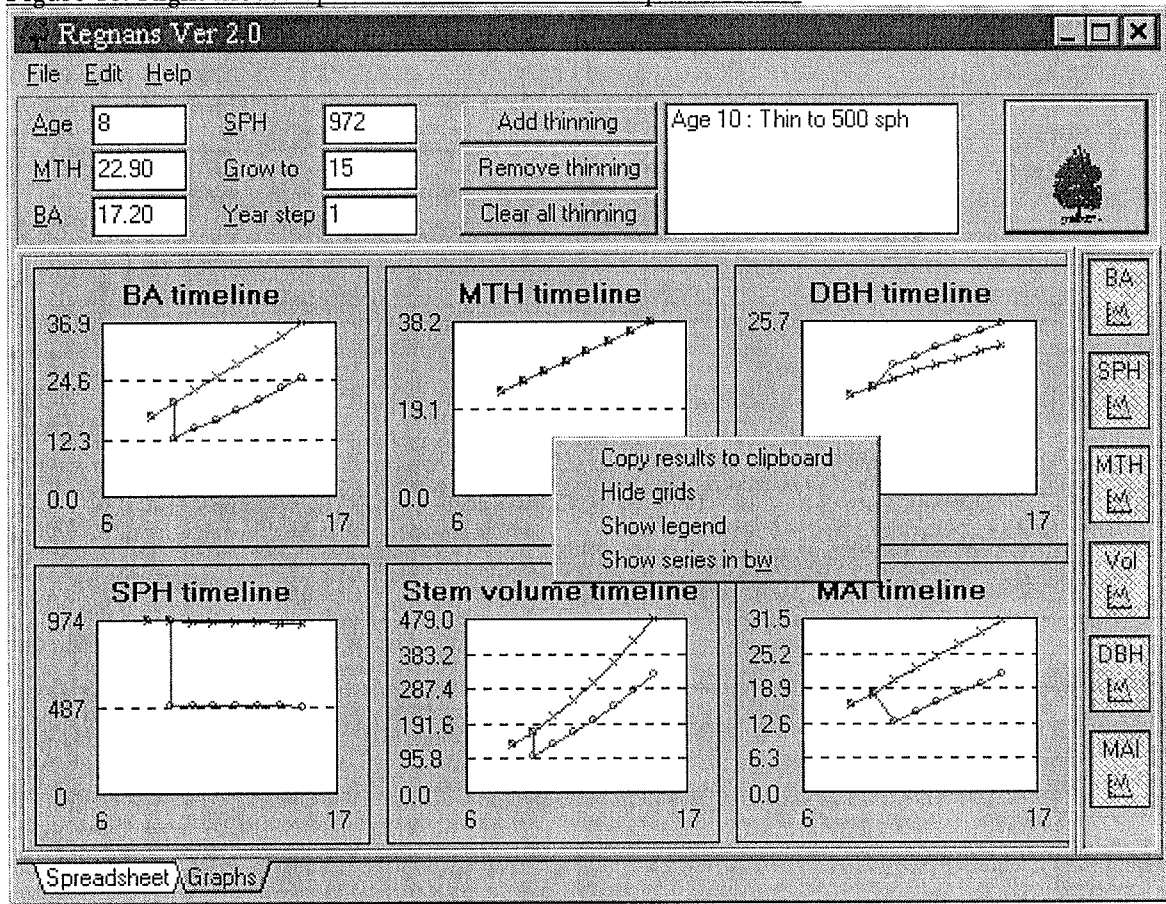 Regnans Ver 2.0
File Edit Help
Age 8 SPH 972 Add thinning Age 10 : Thin to 500 sph
MTH 22.90 Grow to 15 Remove thinning
BA 17.20 Year step 1 Clear all thinning
BA timeline MTH timeline DBH timeline BA
36.9 38.2 25.7
24.6 SPH
19.1
12.3
Copy results to clipboard MTH
0.0 0.0 Hide grids
6 17 6 Show legend 17
Show series in bw Vol
SPH timeline Stem volume timeline MAI timeline
974 479.0 31.5
383.2 25.2 DBH
487 287.4 18.9
191.6 12.6
95.8 6.3 MAI
0 0.0 0.0
6 17 6 17 6 17
Spreadsheet Graphs